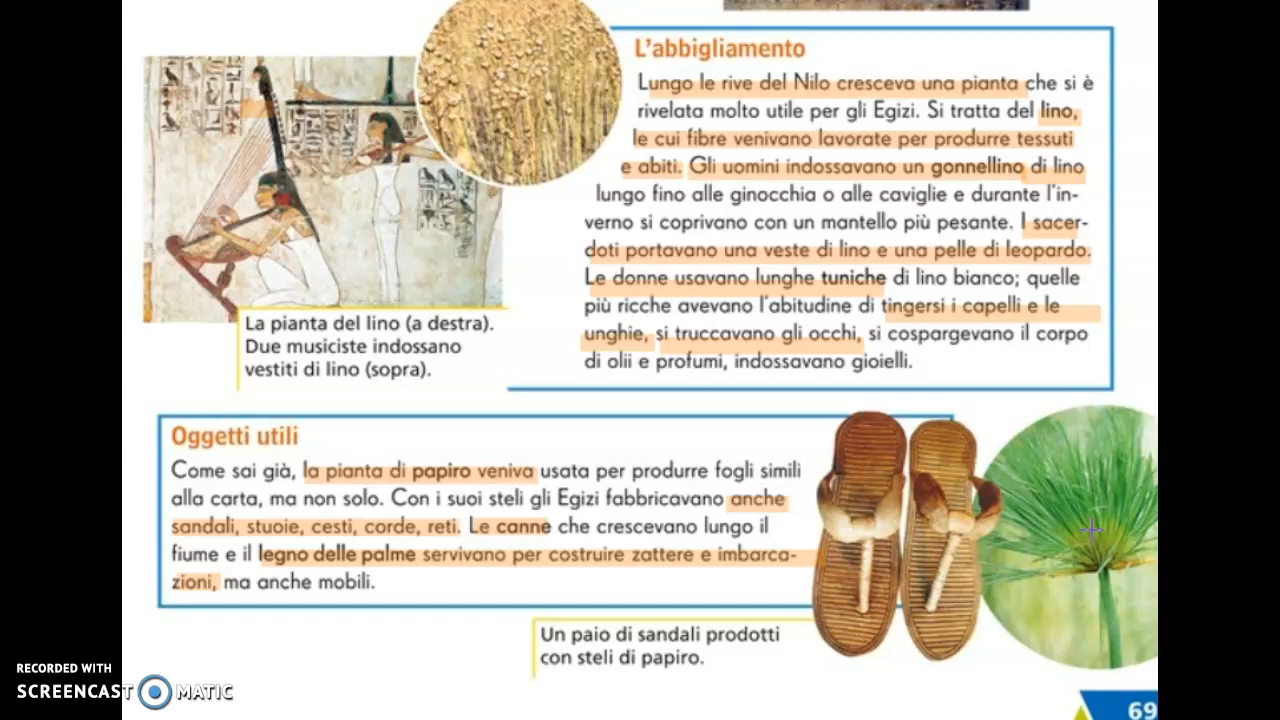 L'abbigliamento
Lungo le rive del Nilo cresceva una pianta che si è
rivelata molto utile per gli Egizi. Si tratta del lino,
le cui fibre venivano lavorate per produrre tessuti
e abiti. Gli uomini indossavano un gonnellino di lino
lungo fino alle ginocchia o alle caviglie e durante l'in-
verno si coprivano con un mantello più pesante. I sacer-
doti portavano una veste di lino e una pelle di leopardo.
Le donne usavano lunghe tuniche di lino bianco; quelle
più ricche avevano l'abitudine di tingersi i capelli e le
unghie, si truccavano gli occhi, si cospargevano il corpo
di olii e profumi, indossavano gioielli.
La pianta del lino (a destra).
Due musiciste indossano
vestiti di lino (sopra).
Oggetti utili
Come sai già, la pianta di papiro veniva usata per produrre fogli simili
alla carta, ma non solo. Con i suoi steli gli Egizi fabbricavano anche
sandali, stuoie, cesti, corde, reti. Le canne che crescevano lungo il
fiume e il legno delle palme servivano per costruire zattere e imbarca-
zioni, ma anche mobili.
Un paio di sandali prodotti
con steli di papiro.
RECORDED WITH
SCREENCAST MATIC
69